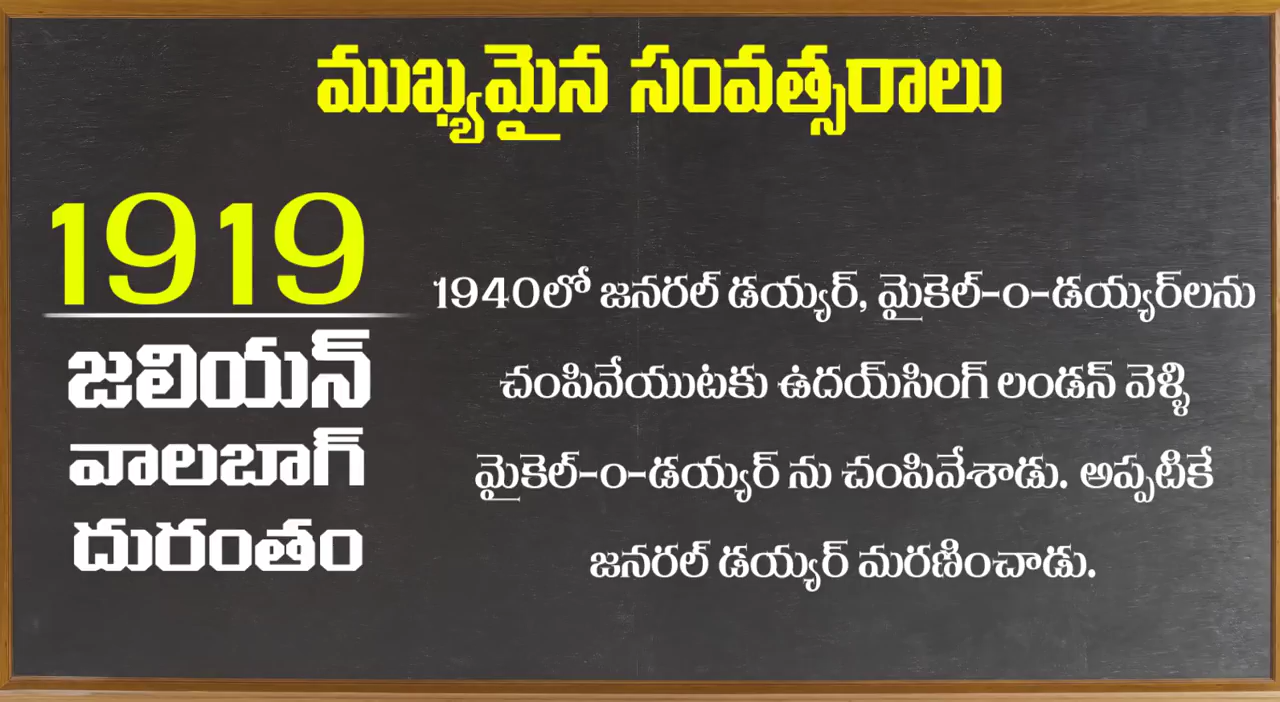 ముఖ్యమైన సంవత్సరాలు
1919
జలియన్
వాలబాగ్
దురంతం
1940లో జనరల్ డయ్యర్, మైకెల్-ం-డయ్యర్‌లను
చంపివేయుటకు ఉదయ్‌సింగ్ లండన్ వెళ్ళి
మైకెల్-ం-డయ్యర్ ను చంపివేశాడు. అప్పటికే
జనరల్ డయ్యర్ మరణించాడు.